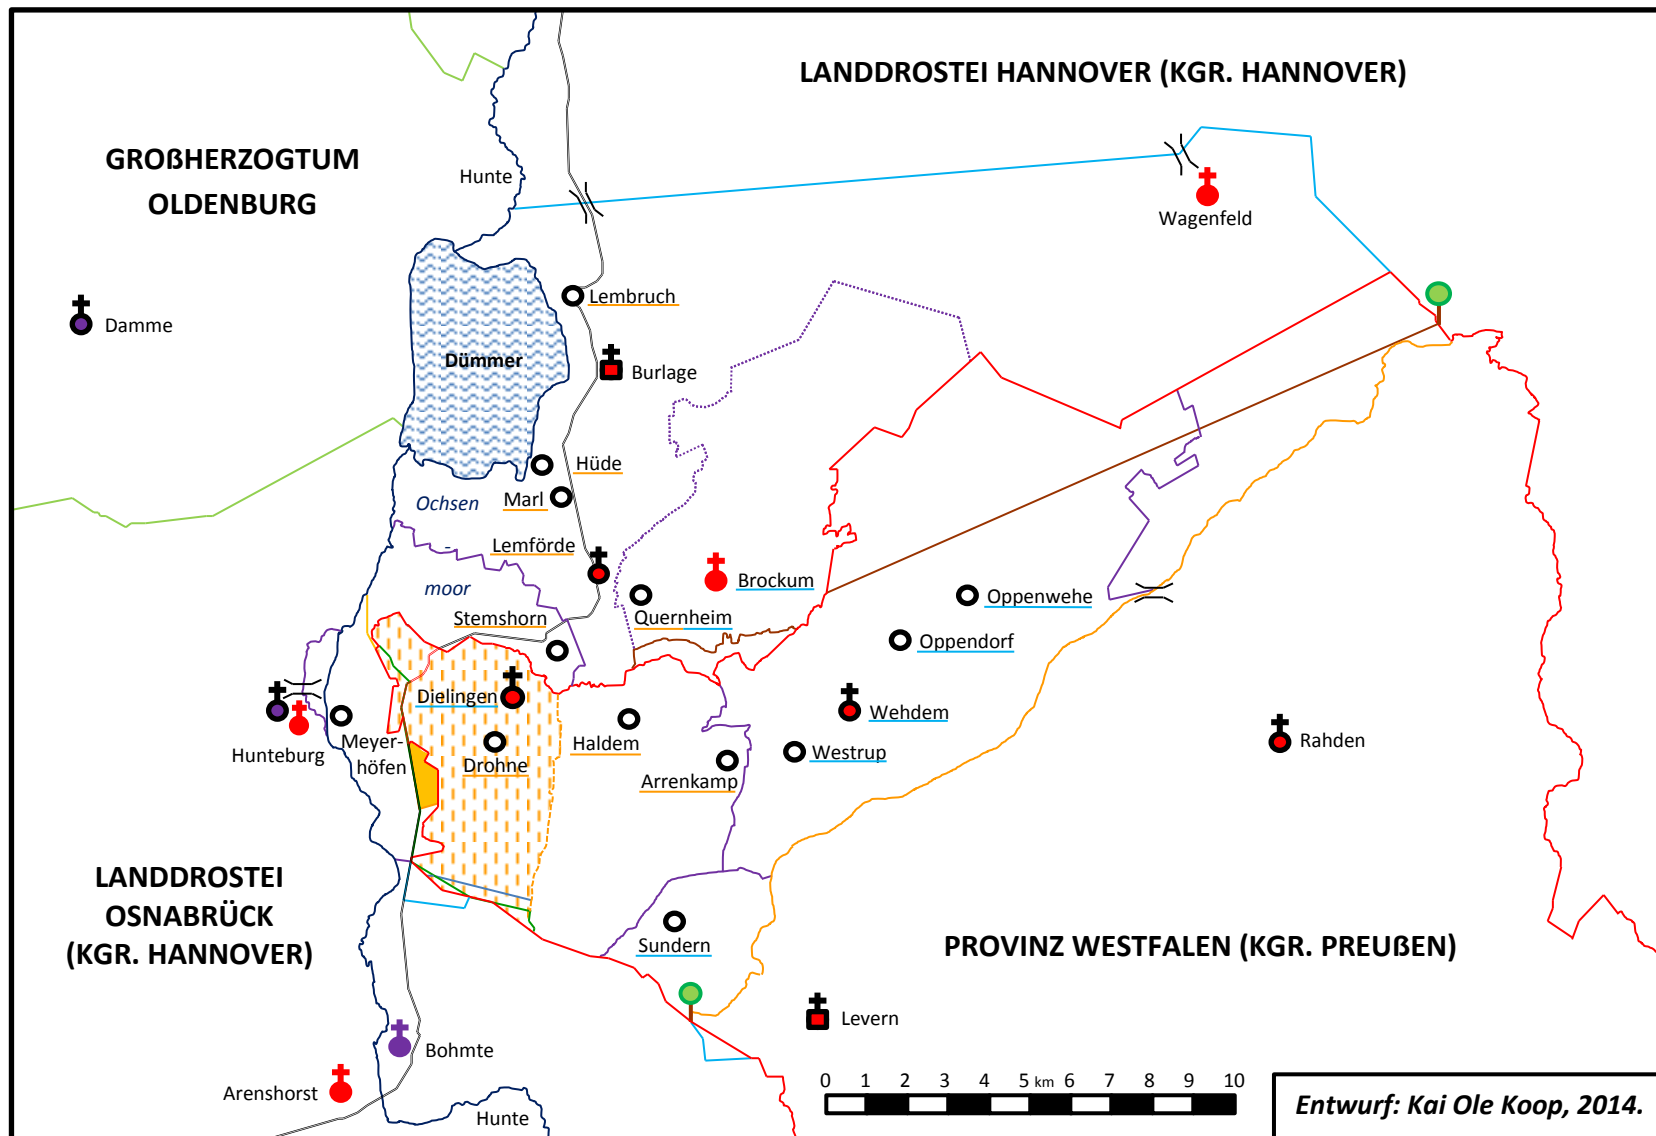 LANDDROSTEI HANNOVER (KGR. HANNOVER)
GROßHERZOGTUM
OLDENBURG
Hunte
Wagenfeld
Lembruch
Damme
Dümmer
Burlage
Hüde
Marl
Ochsen
-
moor
Lemförde
Brockum
Quernheim
Oppenwehe
Stemshorn
Oppendorf
Dielingen
Wehdem
Haldem
Westrup
Rahden
Hunteburg
Meyer-
höfen
Drohne
Arrenkamp
LANDDROSTEI
OSNABRÜCK
(KGR. HANNOVER)
Sundern
PROVINZ WESTFALEN (KGR. PREUßEN)
Levern
Bohmte
Arenshorst
Hunte
0 1 2 3 4 5 km 6 7 8 9 10
Entwurf: Kai Ole Koop, 2014.